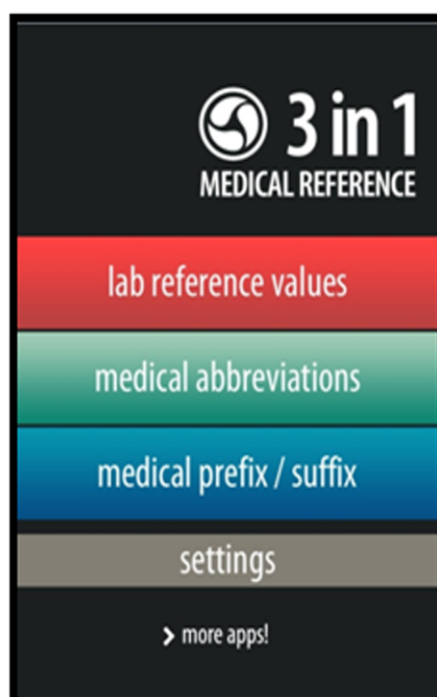 3 in 1
MEDICAL REFERENCE
lab reference values
medical abbreviations
medical prefix / suffix
settings
> more apps!